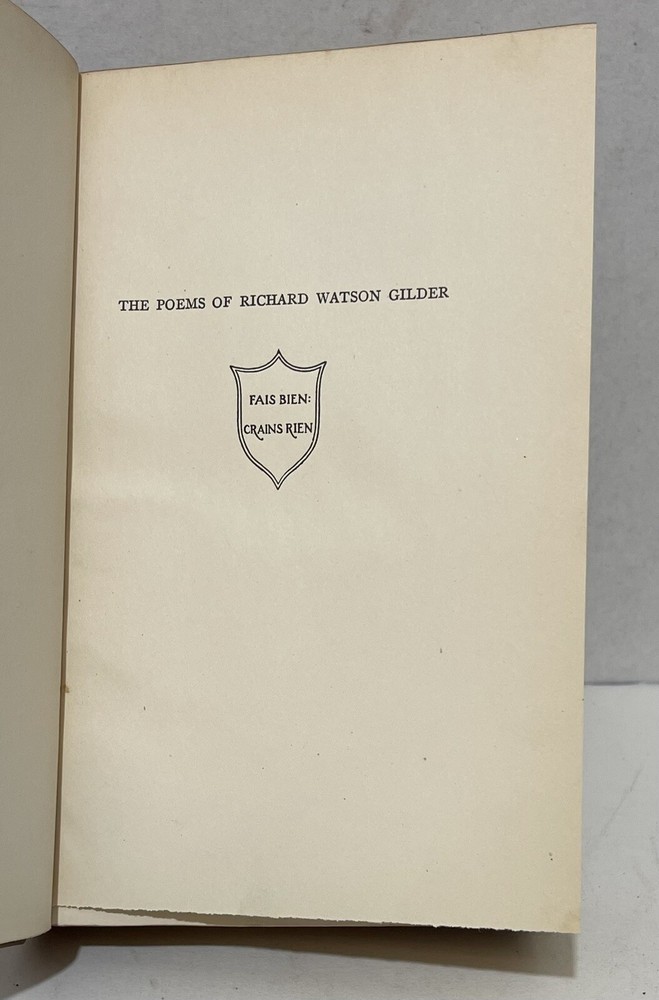 THE POEMS OF RICHARD WATSON GILDER
FAIS BIEN:
CRAINS RIEN